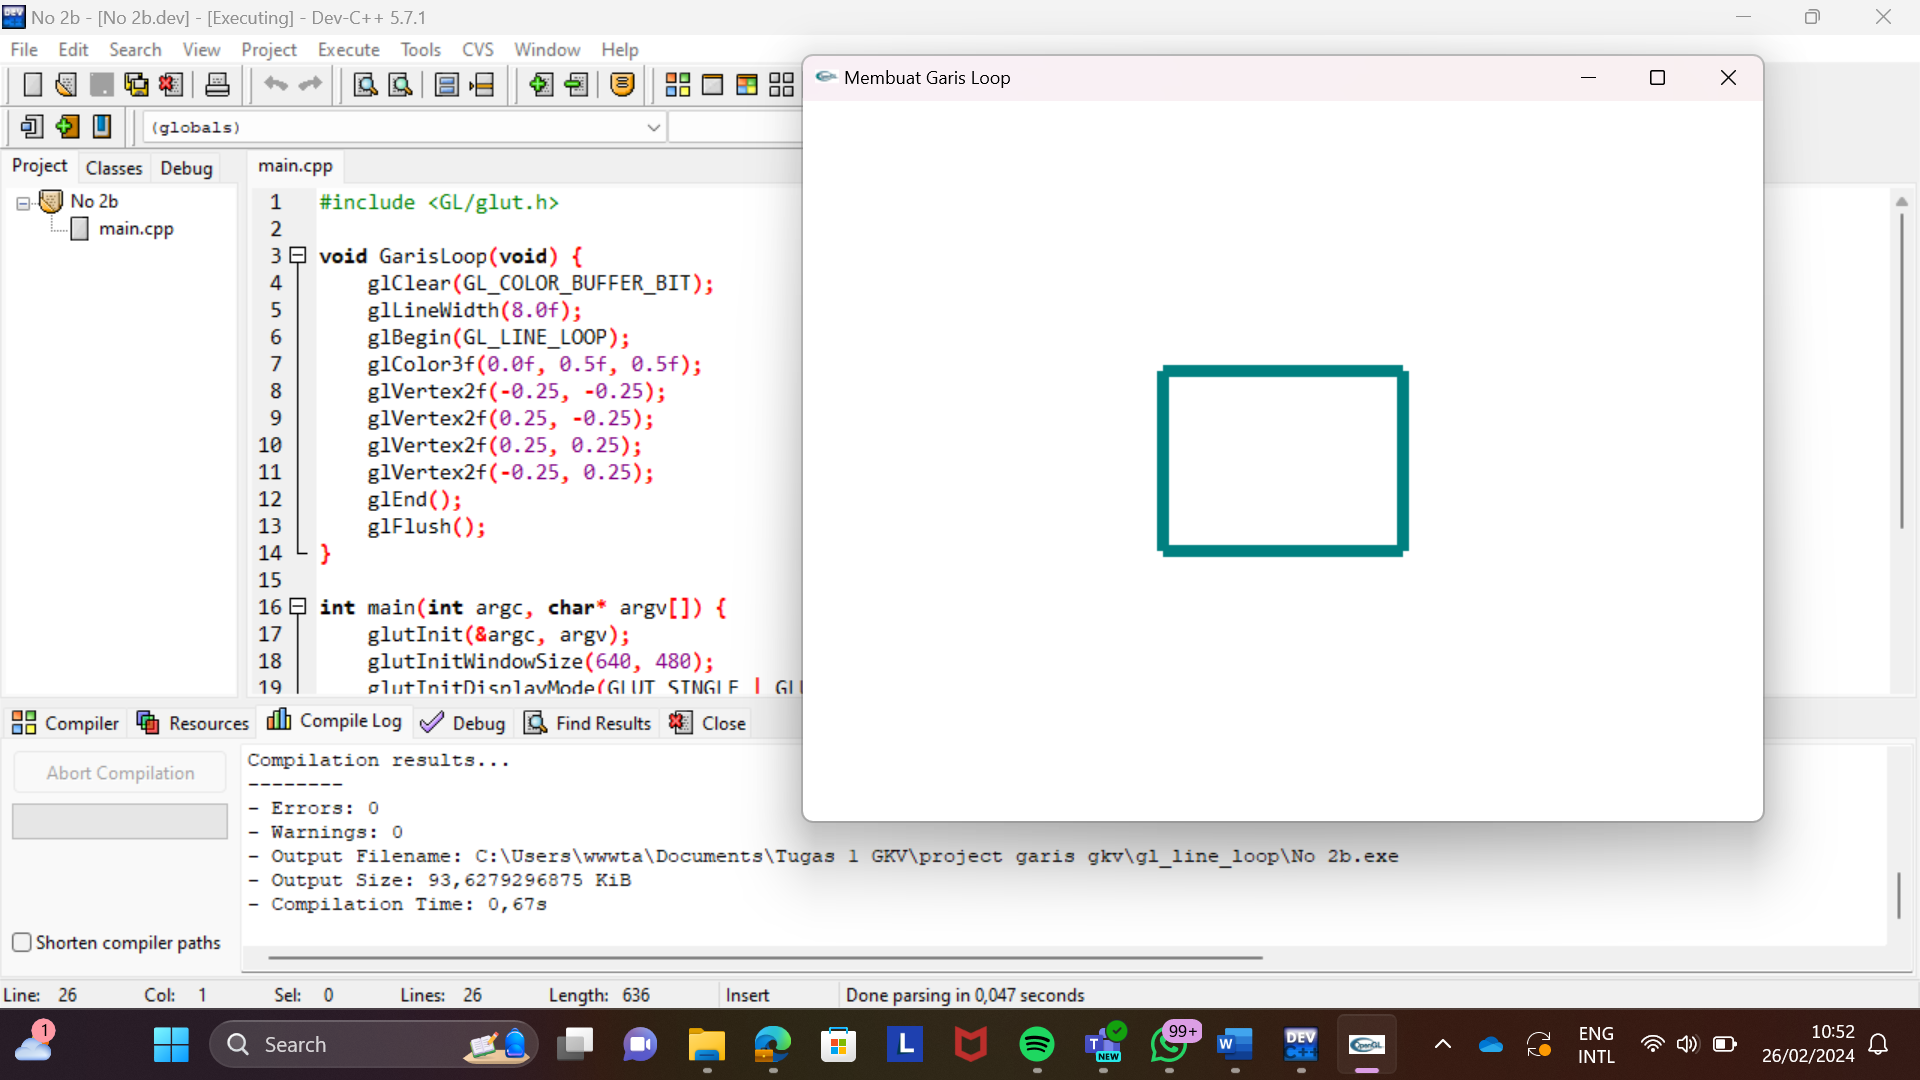 No 2b - [No 2b.dev] - [Executing] - Dev-C++ 5.7.1
File Edit Search View Project Execute Tools CVS Window Help
Membuat Garis Loop
(globals)
Project Classes Debug
main.cpp
No 2b
main.cpp
1 #include <GL/glut.h>
2
3 void GarisLoop(void) {
4 glClear(GL_COLOR_BUFFER_BIT);
5 glLineWidth(8.0f);
6 glBegin(GL_LINE_LOOP);
7 glColor3f(0.0f, 0.5f, 0.5f);
8 glVertex2f(-0.25, -0.25);
9 glVertex2f(0.25, -0.25);
10 glVertex2f(0.25, 0.25);
11 glVertex2f(-0.25, 0.25);
12 glEnd();
13 glFlush();
14 }
15
16 int main(int argc, char* argv[]) {
17 glutInit(&argc, argv);
18 glutInitWindowSize(640, 480);
19 glutInitDisplayMode(GLUT_SINGLE | GLU
Compiler Resources Compile Log Debug Find Results Close
Abort Compilation
Shorten compiler paths
Compilation results...
--------
- Errors: 0
- Warnings: 0
- Output Filename: C:\Users\wwwta\Documents\Tugas 1 GKV\project garis gkv\gl_line_loop\No 2b.exe
- Output Size: 93,6279296875 KiB
- Compilation Time: 0,67s
Line: 26 Col: 1 Sel: 0 Lines: 26 Length: 636 Insert Done parsing in 0,047 seconds
1
Search
L
NEW
99+
W
DEV C++
OpenGL
ENG
INTL
10:52
26/02/2024